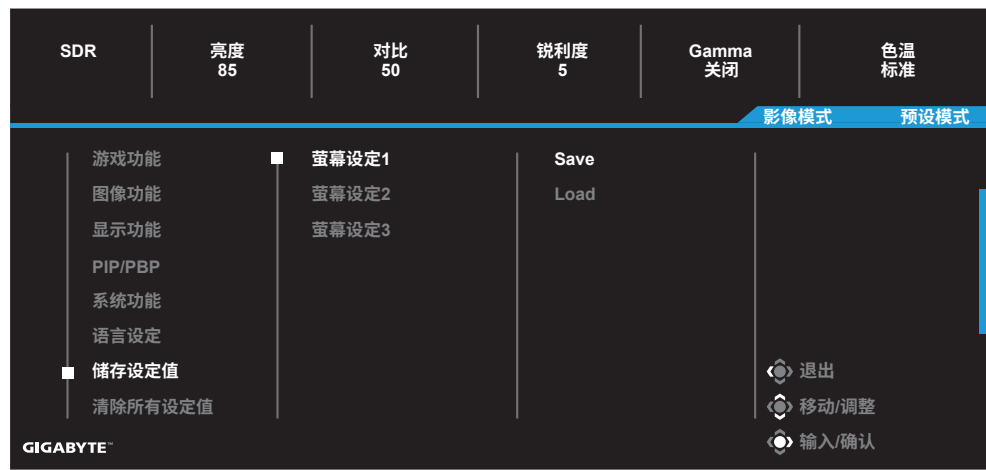 SDR
亮度
85
对比
50
锐利度
5
Gamma
关闭
色温
标准
影像模式 预设模式
游戏功能
图像功能
显示功能
PIP/PBP
系统功能
语言设定
储存设定值
清除所有设定值
萤幕设定1
萤幕设定2
萤幕设定3
Save
Load
退出
移动/调整
输入/确认
GIGABYTE™